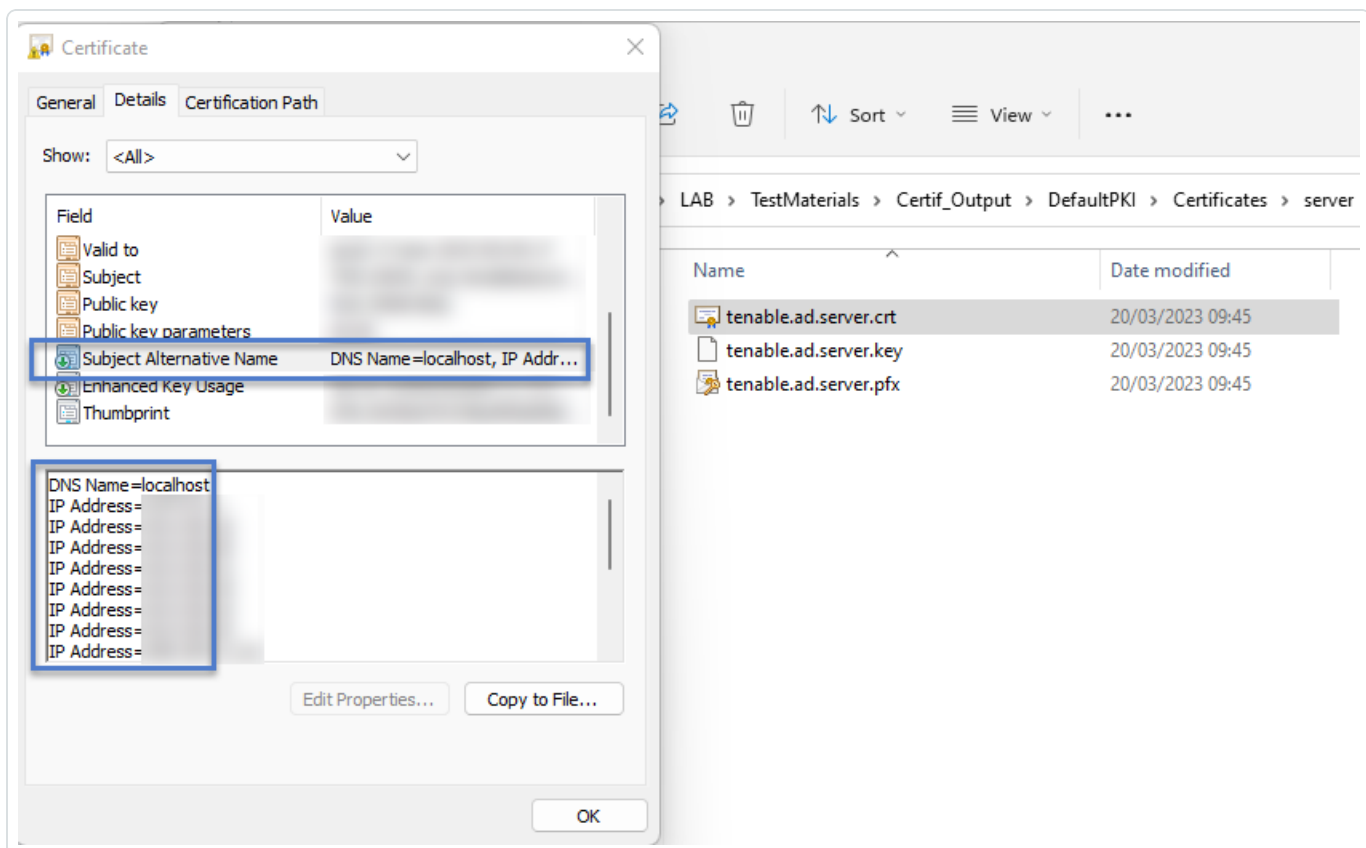 Certificate
General Details Certification Path
Show: <All>
Field Value
Valid to
Subject
Public key
Public key parameters
Subject Alternative Name DNS Name=localhost, IP Addr...
Enhanced Key Usage
Thumbprint
DNS Name=localhost
IP Address=
IP Address=
IP Address=
IP Address=
IP Address=
IP Address=
IP Address=
IP Address=
Edit Properties... Copy to File...
OK
Sort View ...
> LAB > TestMaterials > Certif_Output > DefaultPKI > Certificates > server
Name Date modified
tenable.ad.server.crt 20/03/2023 09:45
tenable.ad.server.key 20/03/2023 09:45
tenable.ad.server.pfx 20/03/2023 09:45